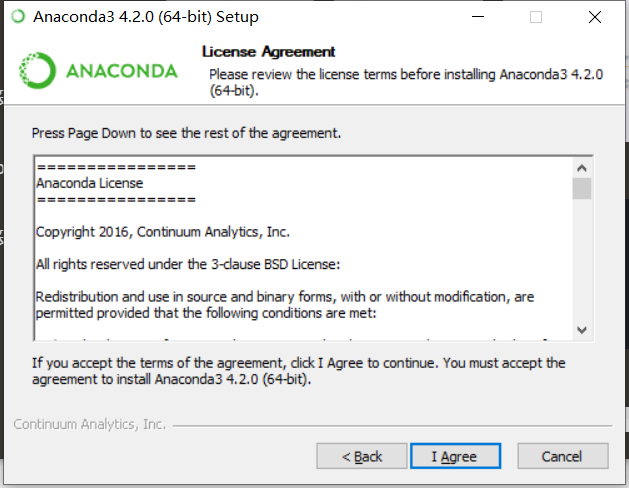 Anaconda3 4.2.0 (64-bit) Setup
ANACONDA
License Agreement
Please review the license terms before installing Anaconda3 4.2.0
(64-bit).
Press Page Down to see the rest of the agreement.
================
Anaconda License
================
Copyright 2016, Continuum Analytics, Inc.
All rights reserved under the 3-clause BSD License:
Redistribution and use in source and binary forms, with or without modification, are
permitted provided that the following conditions are met:
If you accept the terms of the agreement, click I Agree to continue. You must accept the
agreement to install Anaconda3 4.2.0 (64-bit).
Continuum Analytics, Inc.
< Back
I Agree
Cancel